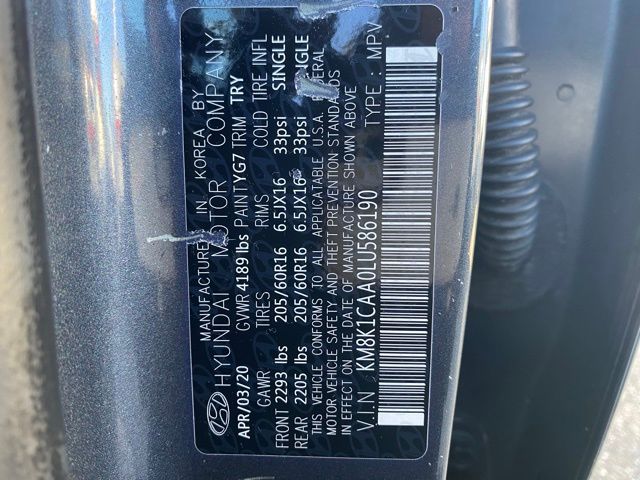 MANUFACTURED IN KOREA BY
HYUNDAI MOTOR COMPANY
APR/03/20 GVWR 4189 lbs PAINT YG7 TRIM TRY
GAWR TIRES RIMS COLD TIRE INFL
FRONT 2293 lbs 205/60R16 6.5JX16 33psi SINGLE
REAR 2205 lbs 205/60R16 6.5JX16 33psi SINGLE
THIS VEHICLE CONFORMS TO ALL APPLICABLE U.S.A. FEDERAL
MOTOR VEHICLE SAFETY AND THEFT PREVENTION STANDARDS
IN EFFECT ON THE DATE OF MANUFACTURE SHOWN ABOVE
V.I.N : KM8K1CAA0LU586190 TYPE : MPV